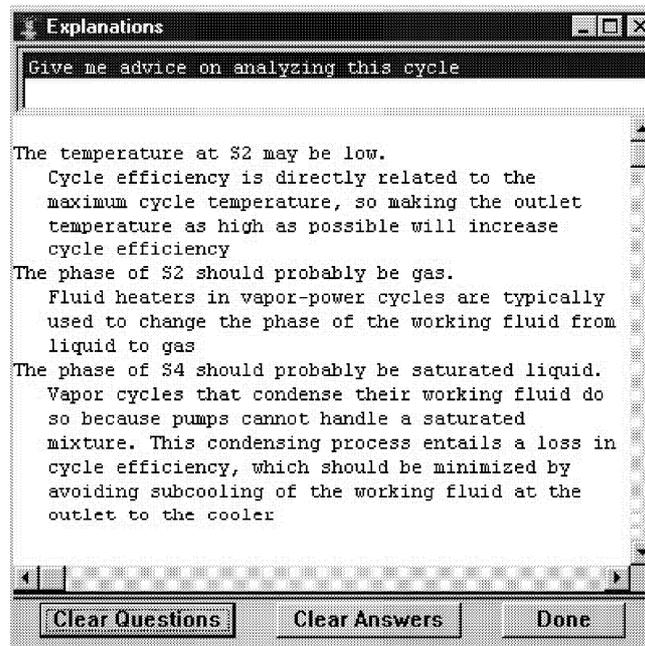 Explanations
Give me advice on analyzing this cycle
The temperature at S2 may be low.
Cycle efficiency is directly related to the
maximum cycle temperature, so making the outlet
temperature as high as possible will increase
cycle efficiency
The phase of S2 should probably be gas.
Fluid heaters in vapor-power cycles are typically
used to change the phase of the working fluid from
liquid to gas
The phase of S4 should probably be saturated liquid.
Vapor cycles that condense their working fluid do
so because pumps cannot handle a saturated
mixture. This condensing process entails a loss in
cycle efficiency, which should be minimized by
avoiding subcooling of the working fluid at the
outlet to the cooler
Clear Questions Clear Answers Done